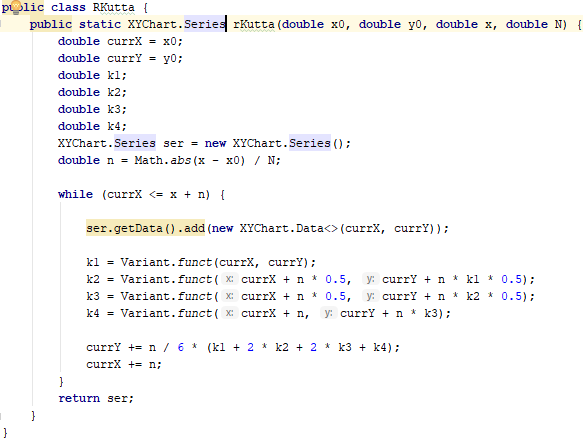 public class RKutta {
public static XYChart.Series rKutta(double x0, double y0, double x, double N) {
double currX = x0;
double currY = y0;
double k1;
double k2;
double k3;
double k4;
XYChart.Series ser = new XYChart.Series();
double n = Math.abs(x - x0) / N;
while (currX <= x + n) {
ser.getData().add(new XYChart.Data<>(currX, currY));
k1 = Variant.funct(currX, currY);
k2 = Variant.funct( x: currX + n * 0.5, y: currY + n * k1 * 0.5);
k3 = Variant.funct( x: currX + n * 0.5, y: currY + n * k2 * 0.5);
k4 = Variant.funct( x: currX + n, y: currY + n * k3);
currY += n / 6 * (k1 + 2 * k2 + 2 * k3 + k4);
currX += n;
}
return ser;
}
}